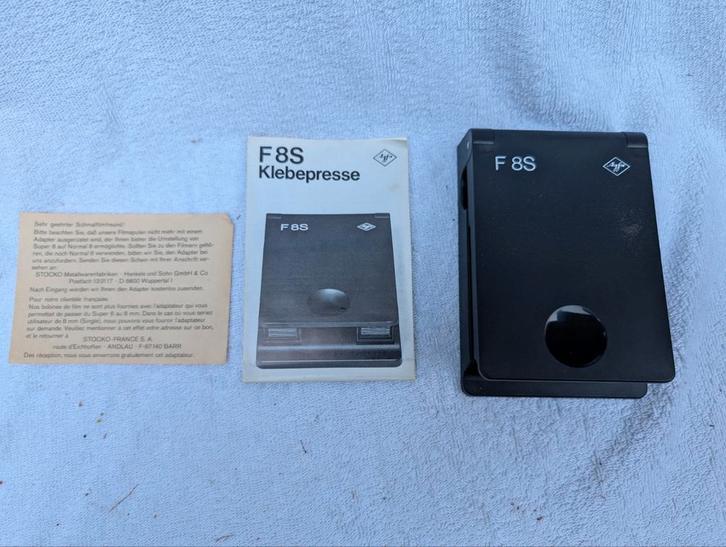 Sehr geehrter Schmalfilmfreund!
Bitte beachten Sie, daß unsere Filmspulen nicht mehr mit einem
Adapter ausgerüstet sind, der Ihnen bisher die Umstellung von
Super 8 auf Normal 8 ermöglichte. Sollten Sie zu den Filmern gehö-
ren, die noch Normal 8 verwenden, bitten wir Sie, den Adapter bei
uns anzufordern. Senden Sie diesen Schein mit Ihrer Anschrift ver-
sehen an:
STOCKO Metallwarenfabriken · Henkels und Sohn GmbH & Co
Postfach 13 21 17 · D 5600 Wuppertal 1
Nach Eingang werden wir Ihnen den Adapter kostenlos zusenden.
Pour notre clientèle française
Nos bobines de film ne sont plus fournies avec l'adaptateur qui vous
permettait de passer du Super 8 au 8 mm. Dans le cas où vous seriez
utilisateur de 8 mm (Single), nous pouvons vous fournir l'adaptateur
sur demande. Veuillez mentionner à cet effet votre adresse sur ce bon,
et le retourner à
STOCKO-FRANCE S. A.
route d'Eichhoffen · ANDLAU · F-67140 BARR
Dès réception, nous vous enverrons gratuitement cet adaptateur.
F 8S
Klebepresse
Agfa
F 8S
F 8S
Agfa